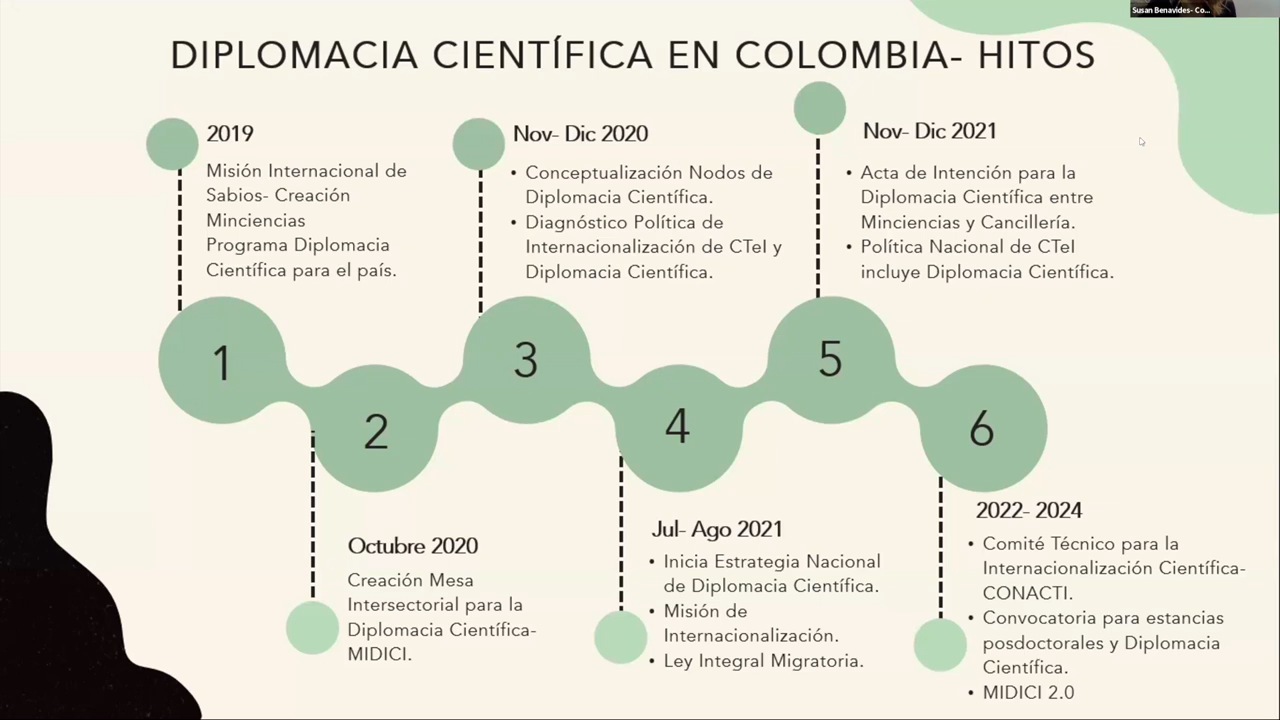 Susan Benavides- Co...
DIPLOMACIA CIENTÍFICA EN COLOMBIA- HITOS
2019
Misión Internacional de
Sabios- Creación
Minciencias
Programa Diplomacia
Científica para el país.
Nov- Dic 2020
• Conceptualización Nodos de
Diplomacia Científica.
• Diagnóstico Política de
Internacionalización de CTeI y
Diplomacia Científica.
Nov- Dic 2021
• Acta de Intención para la
Diplomacia Científica entre
Minciencias y Cancillería.
• Política Nacional de CTeI
incluye Diplomacia Científica.
1
2
3
4
5
6
Octubre 2020
Creación Mesa
Intersectorial para la
Diplomacia Científica-
MIDICI.
Jul- Ago 2021
• Inicia Estrategia Nacional
de Diplomacia Científica.
• Misión de
Internacionalización.
• Ley Integral Migratoria.
2022- 2024
• Comité Técnico para la
Internacionalización Científica-
CONACTI.
• Convocatoria para estancias
posdoctorales y Diplomacia
Científica.
• MIDICI 2.0